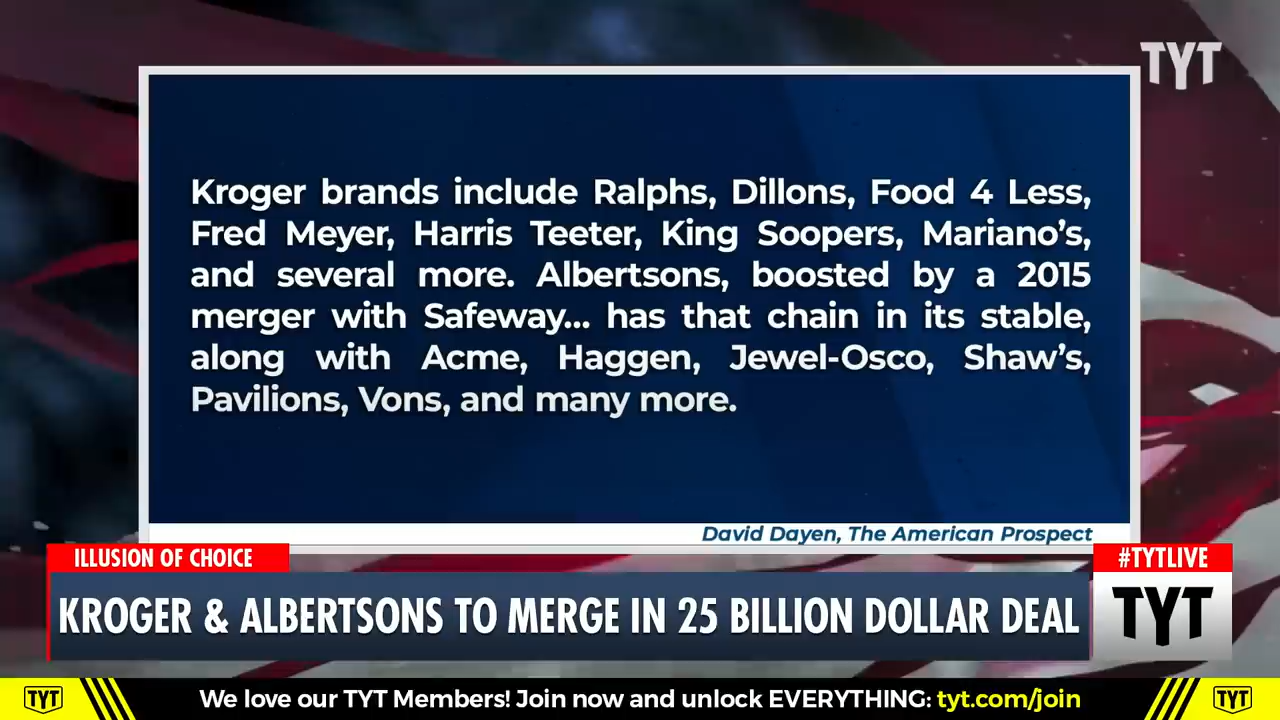 TYT
Kroger brands include Ralphs, Dillons, Food 4 Less,
Fred Meyer, Harris Teeter, King Soopers, Mariano's,
and several more. Albertsons, boosted by a 2015
merger with Safeway... has that chain in its stable,
along with Acme, Haggen, Jewel-Osco, Shaw's,
Pavilions, Vons, and many more.
David Dayen, The American Prospect
ILLUSION OF CHOICE
#TYTLIVE
KROGER & ALBERTSONS TO MERGE IN 25 BILLION DOLLAR DEAL
TYT
TYT
We love our TYT Members! Join now and unlock EVERYTHING: tyt.com/join
TYT